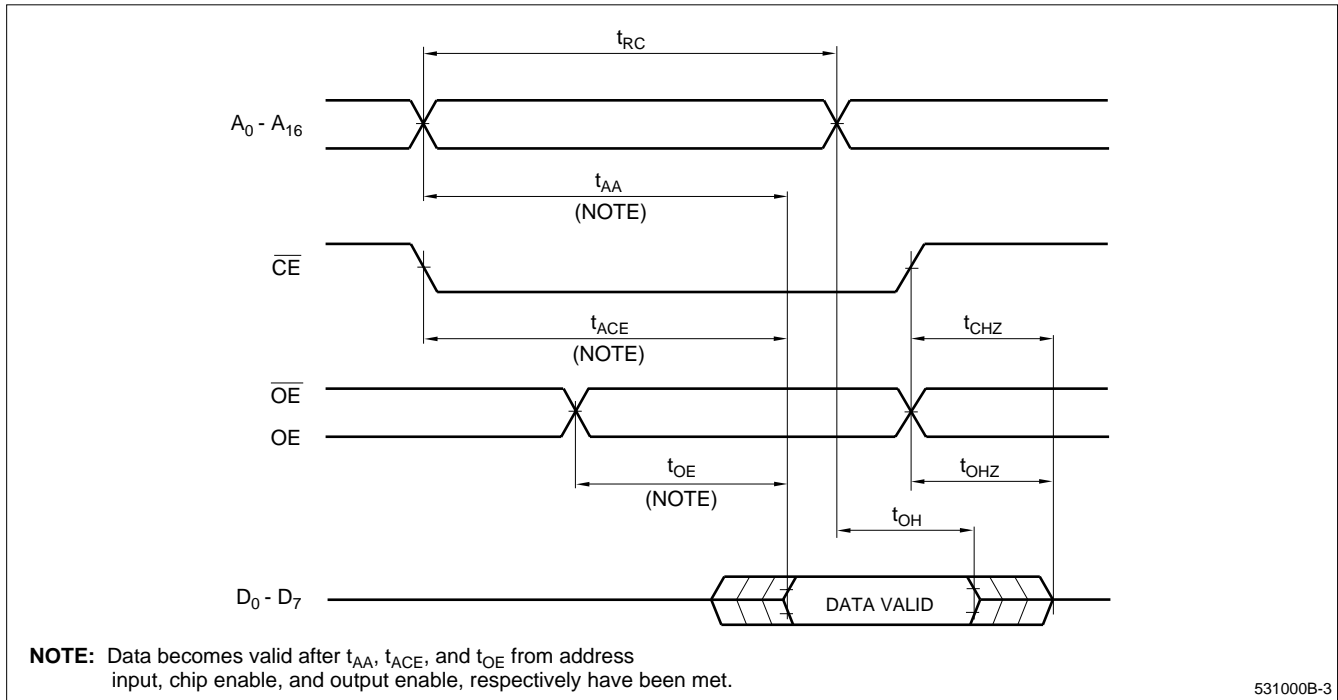 tRC
A0 - A16
tAA
(NOTE)
CE
tACE
(NOTE)
tCHZ
OE
OE
tOE
(NOTE)
tOHZ
tOH
D0 - D7
DATA VALID
NOTE: Data becomes valid after tAA, tACE, and tOE from address
input, chip enable, and output enable, respectively have been met.
531000B-3